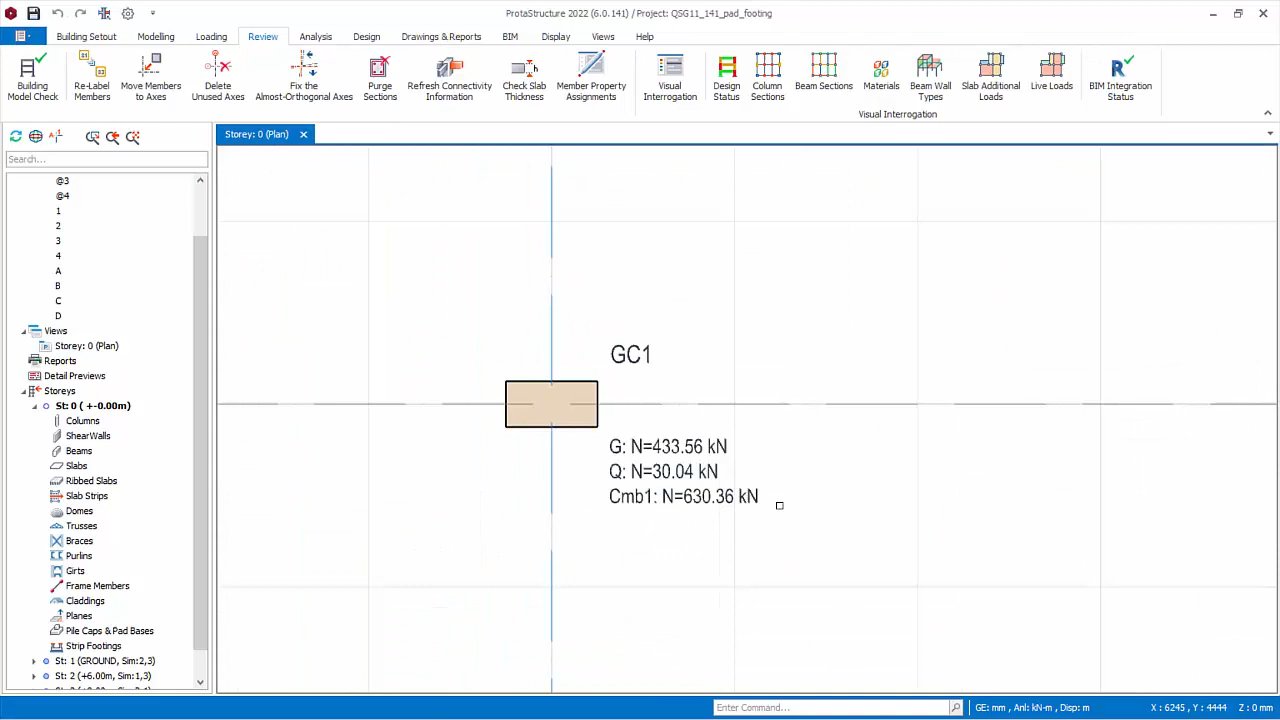 ProtaStructure 2022 (6.0.141) / Project: QSG11_141_pad_footing
Building Setout Modelling Loading Review Analysis Design Drawings & Reports BIM Display Views Help
Building Model Check
Re-Label Members
Move Members to Axes
Delete Unused Axes
Fix the Almost-Orthogonal Axes
Purge Sections
Refresh Connectivity Information
Check Slab Thickness
Member Property Assignments
Visual Interrogation
Design Status
Column Sections
Beam Sections
Materials
Beam Wall Types
Slab Additional Loads
Live Loads
BIM Integration Status
Visual Interrogation
Storey: 0 (Plan)
Search...
@3
@4
1
2
3
4
A
B
C
D
Views
Storey: 0 (Plan)
Reports
Detail Previews
Storeys
St: 0 ( +-0.00m)
Columns
ShearWalls
Beams
Slabs
Ribbed Slabs
Slab Strips
Domes
Trusses
Braces
Purlins
Girts
Frame Members
Claddings
Planes
Pile Caps & Pad Bases
Strip Footings
St: 1 (GROUND, Sim:2,3)
St: 2 (+6.00m, Sim:1,3)
GC1
G: N=433.56 kN
Q: N=30.04 kN
Cmb1: N=630.36 kN
Enter Command...
GE: mm , Anl: kN-m , Disp: m
X : 6245 , Y : 4444
Z : 0 mm